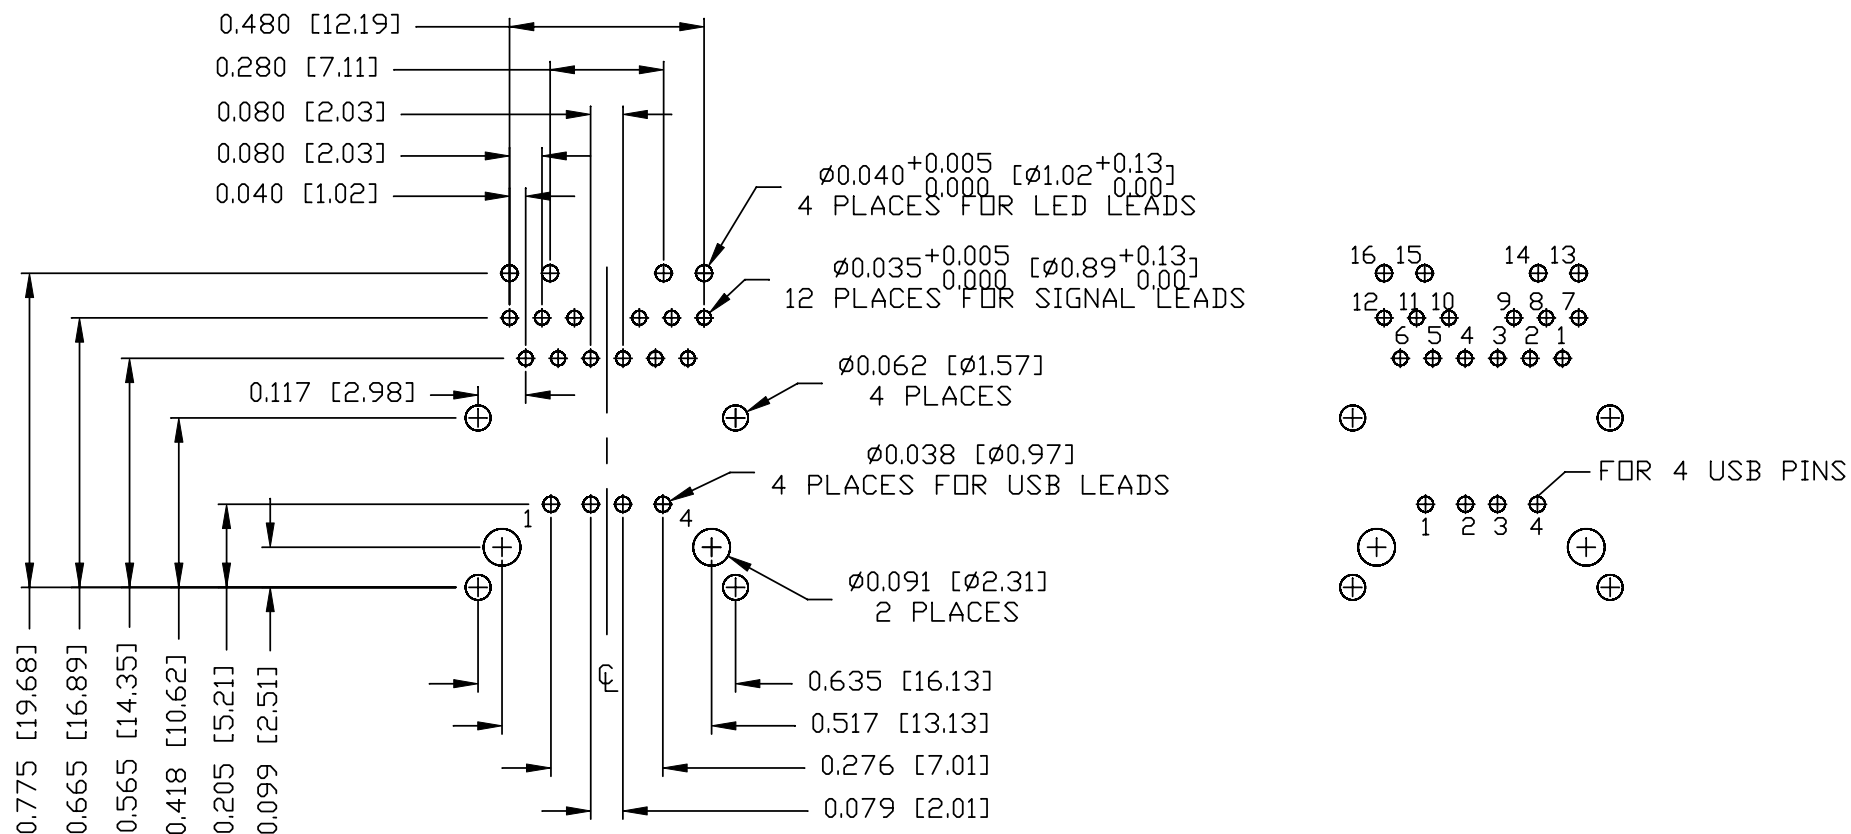 0.480 [12.19]
0.280 [7.11]
0.080 [2.03]
0.080 [2.03]
0.040 [1.02]
ø0.040 +0.005 0.000 [ø1.02 +0.13 0.00]
4 PLACES FOR LED LEADS
ø0.035 +0.005 0.000 [ø0.89 +0.13 0.00]
12 PLACES FOR SIGNAL LEADS
0.117 [2.98]
ø0.062 [ø1.57]
4 PLACES
ø0.038 [ø0.97]
4 PLACES FOR USB LEADS
1 4
ø0.091 [ø2.31]
2 PLACES
℄
0.635 [16.13]
0.517 [13.13]
0.276 [7.01]
0.079 [2.01]
0.775 [19.68]
0.665 [16.89]
0.565 [14.35]
0.418 [10.62]
0.205 [5.21]
0.099 [2.51]
16 15 14 13
12 11 10 9 8 7
6 5 4 3 2 1
FOR 4 USB PINS
1 2 3 4